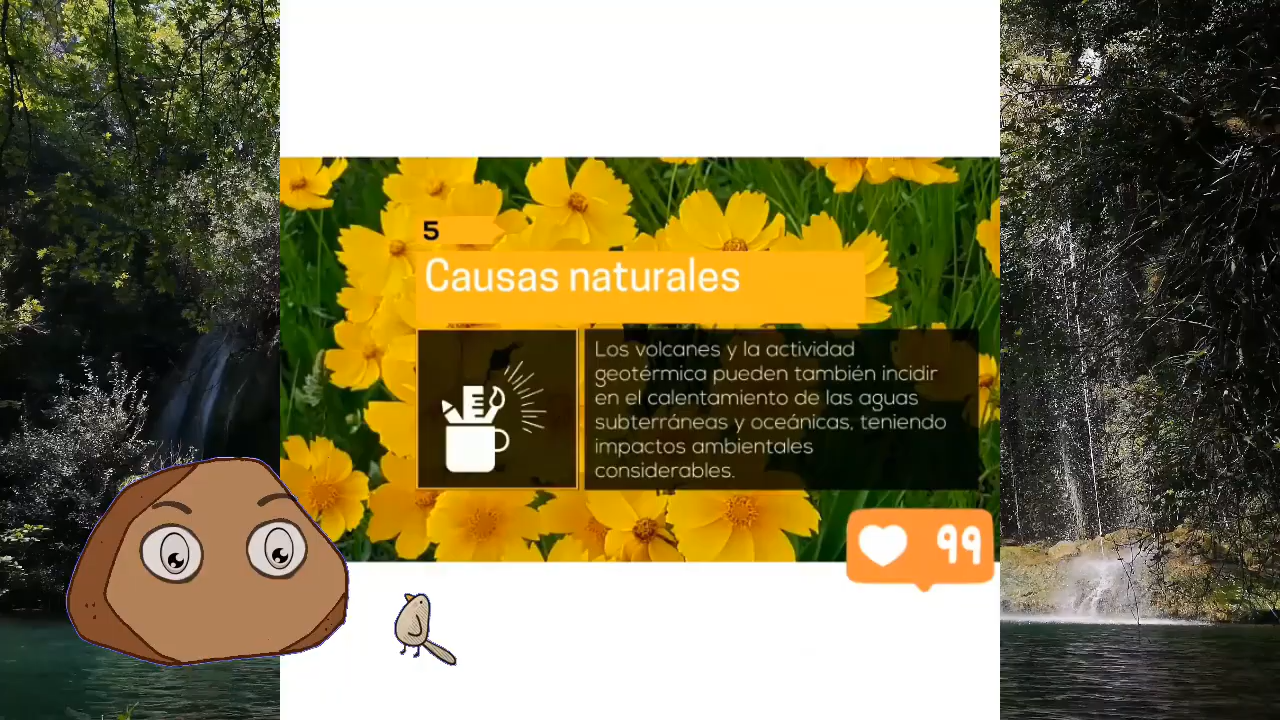 5
Causas naturales
Los volcanes y la actividad
geotérmica pueden también incidir
en el calentamiento de las aguas
subterráneas y oceánicas, teniendo
impactos ambientales
considerables.
99